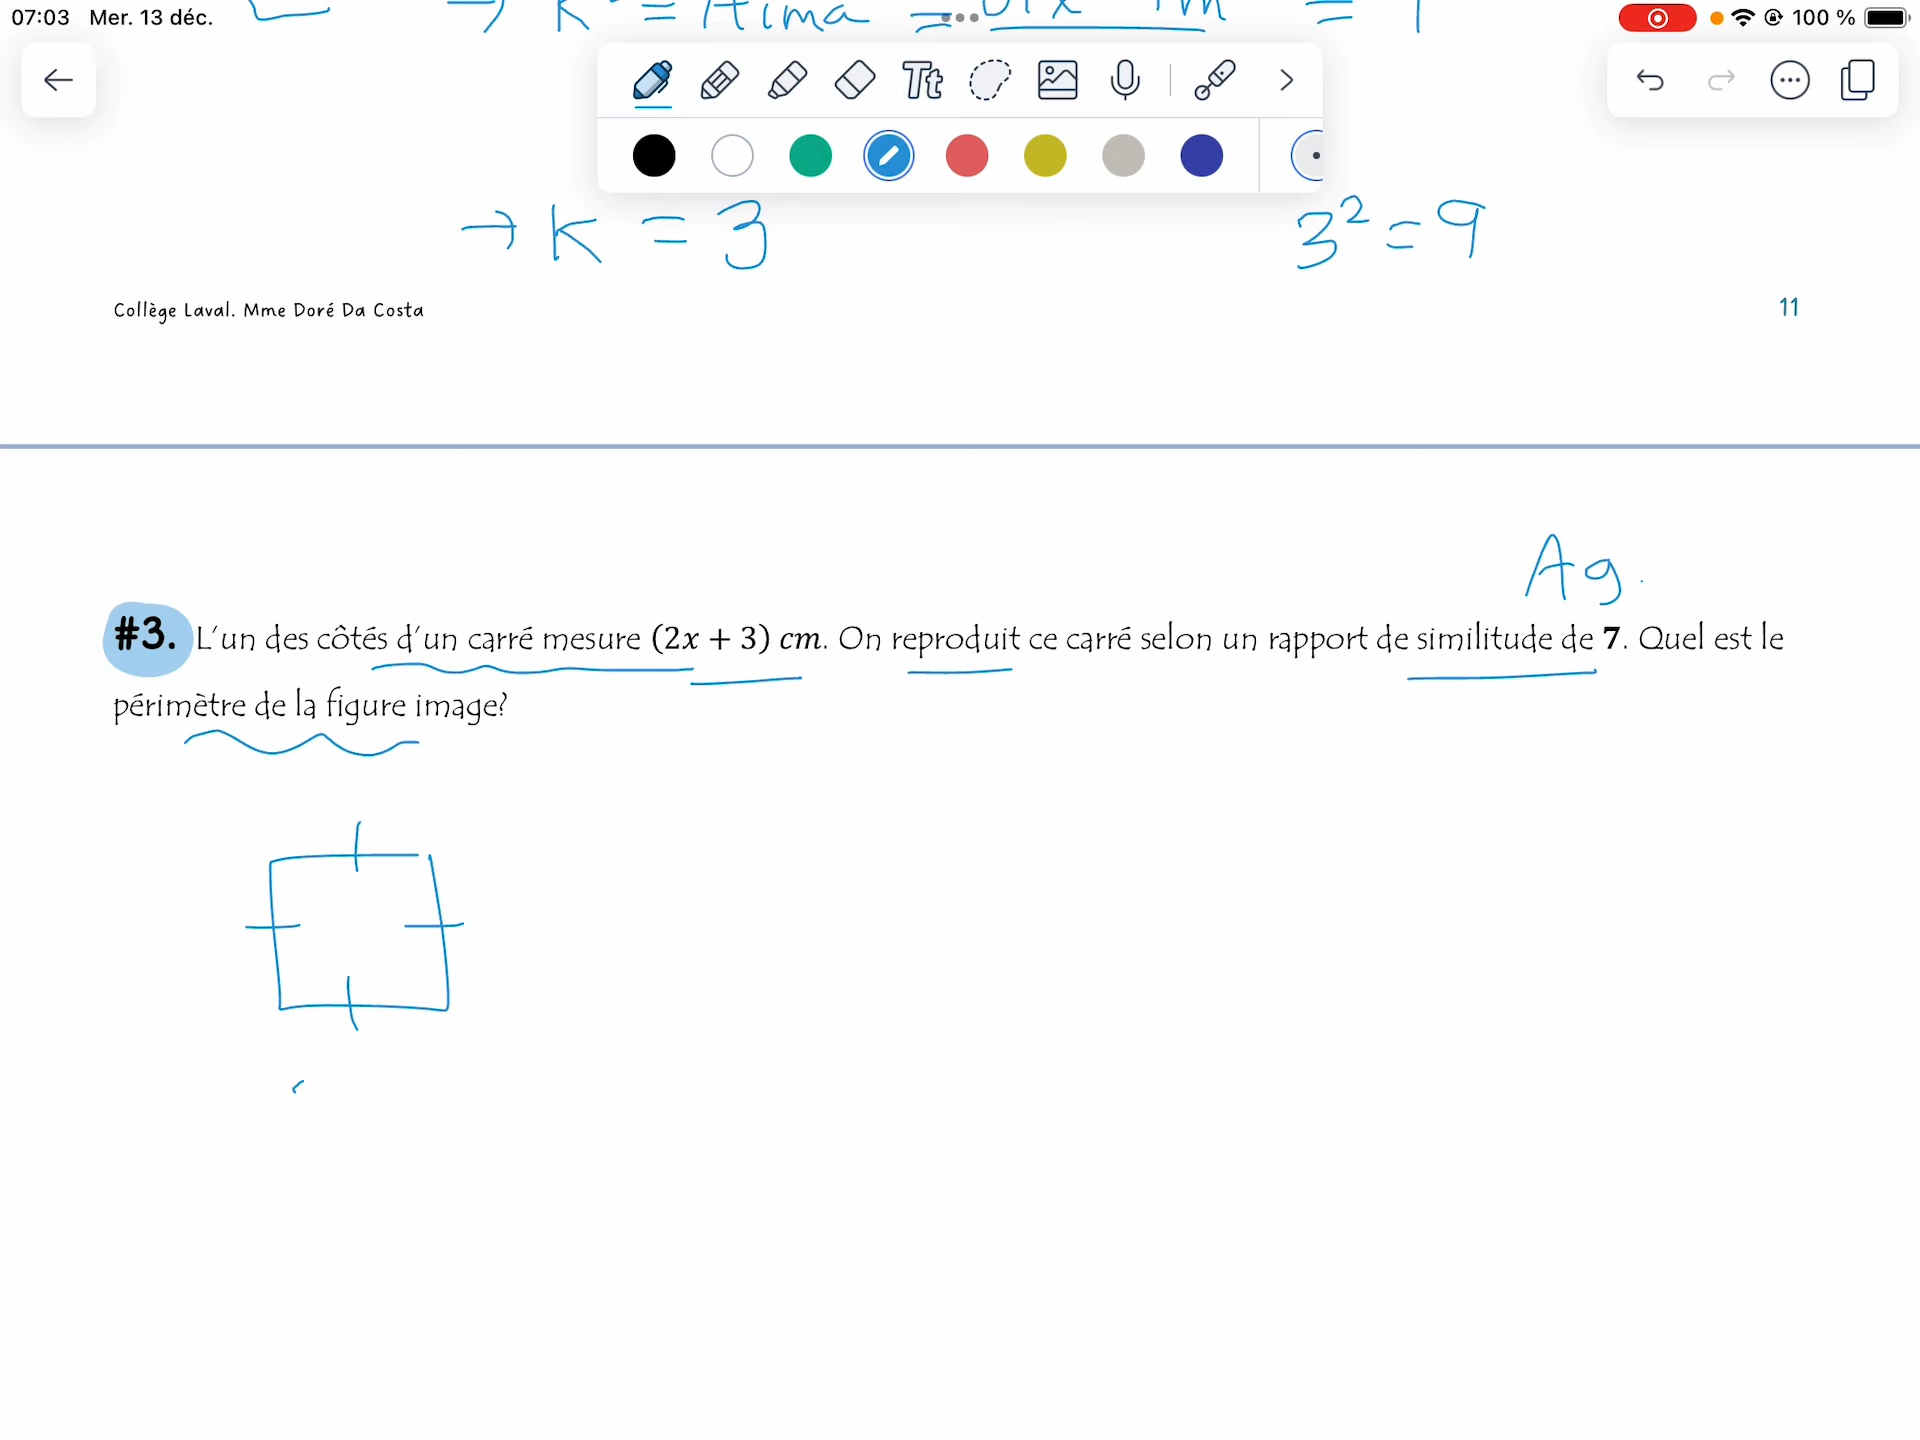 07:03 Mer. 13 déc.
100 %
Tt
→ k = 3
3² = 9
Collège Laval. Mme Doré Da Costa
11
Ag.
#3. L'un des côtés d'un carré mesure (2x + 3) cm. On reproduit ce carré selon un rapport de similitude de 7. Quel est le
périmètre de la figure image?